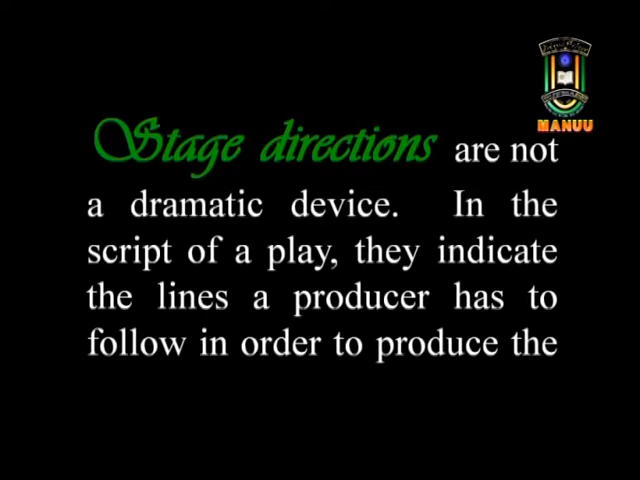 MANUU
Stage directions are not
a dramatic device. In the
script of a play, they indicate
the lines a producer has to
follow in order to produce the